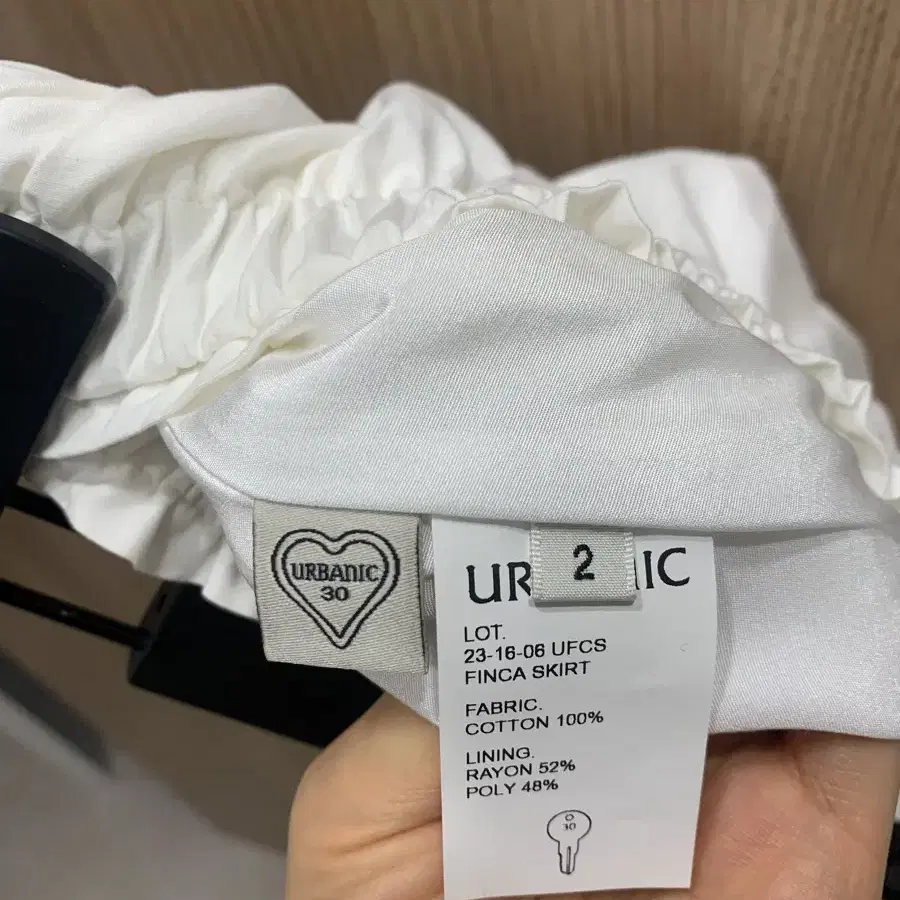 URBANIC
30
2
UR IC
LOT.
23-16-06 UFCS
FINCA SKIRT
FABRIC.
COTTON 100%
LINING.
RAYON 52%
POLY 48%
30